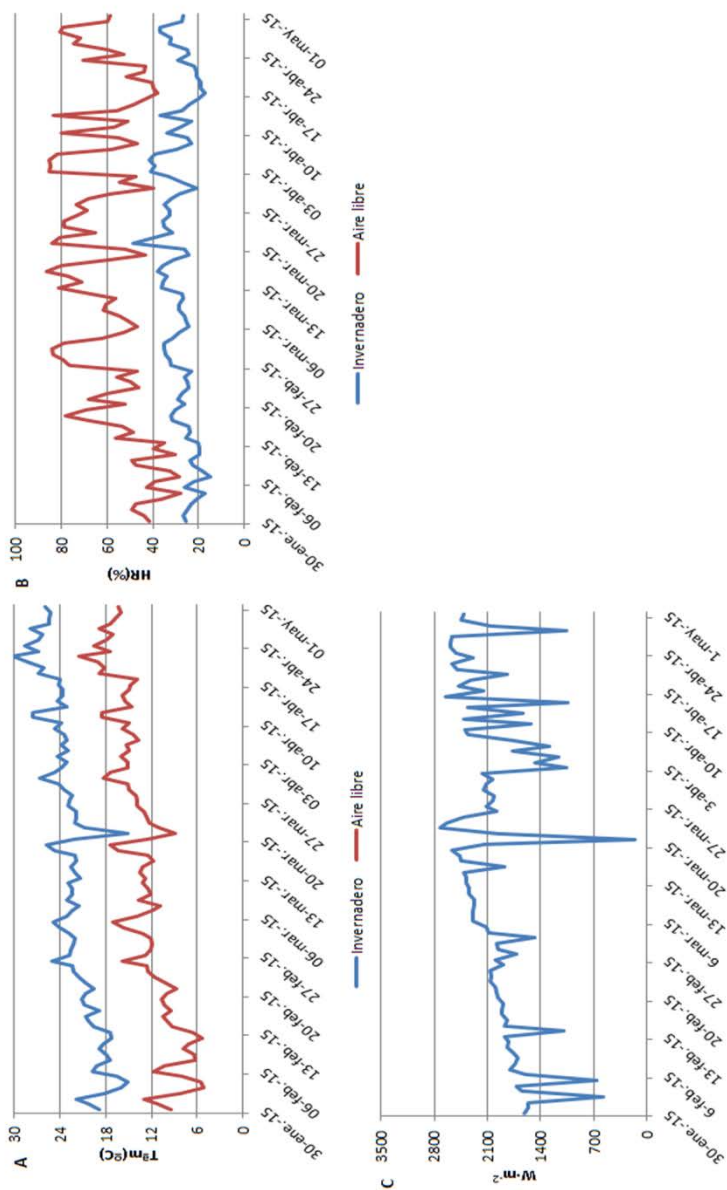 A
Tªm(ºC)
30
24
18
12
6
0
30-ene.-15
06-feb.-15
13-feb.-15
20-feb.-15
27-feb.-15
06-mar.-15
13-mar.-15
20-mar.-15
27-mar.-15
03-abr.-15
10-abr.-15
17-abr.-15
24-abr.-15
01-may.-15
Invernadero
Aire libre
B
HR(%)
100
80
60
40
20
0
30-ene.-15
06-feb.-15
13-feb.-15
20-feb.-15
27-feb.-15
06-mar.-15
13-mar.-15
20-mar.-15
27-mar.-15
03-abr.-15
10-abr.-15
17-abr.-15
24-abr.-15
01-may.-15
Invernadero
Aire libre
C
W·m⁻²
3500
2800
2100
1400
700
0
30-ene.-15
6-feb.-15
13-feb.-15
20-feb.-15
27-feb.-15
6-mar.-15
13-mar.-15
20-mar.-15
27-mar.-15
3-abr.-15
10-abr.-15
17-abr.-15
24-abr.-15
1-may.-15